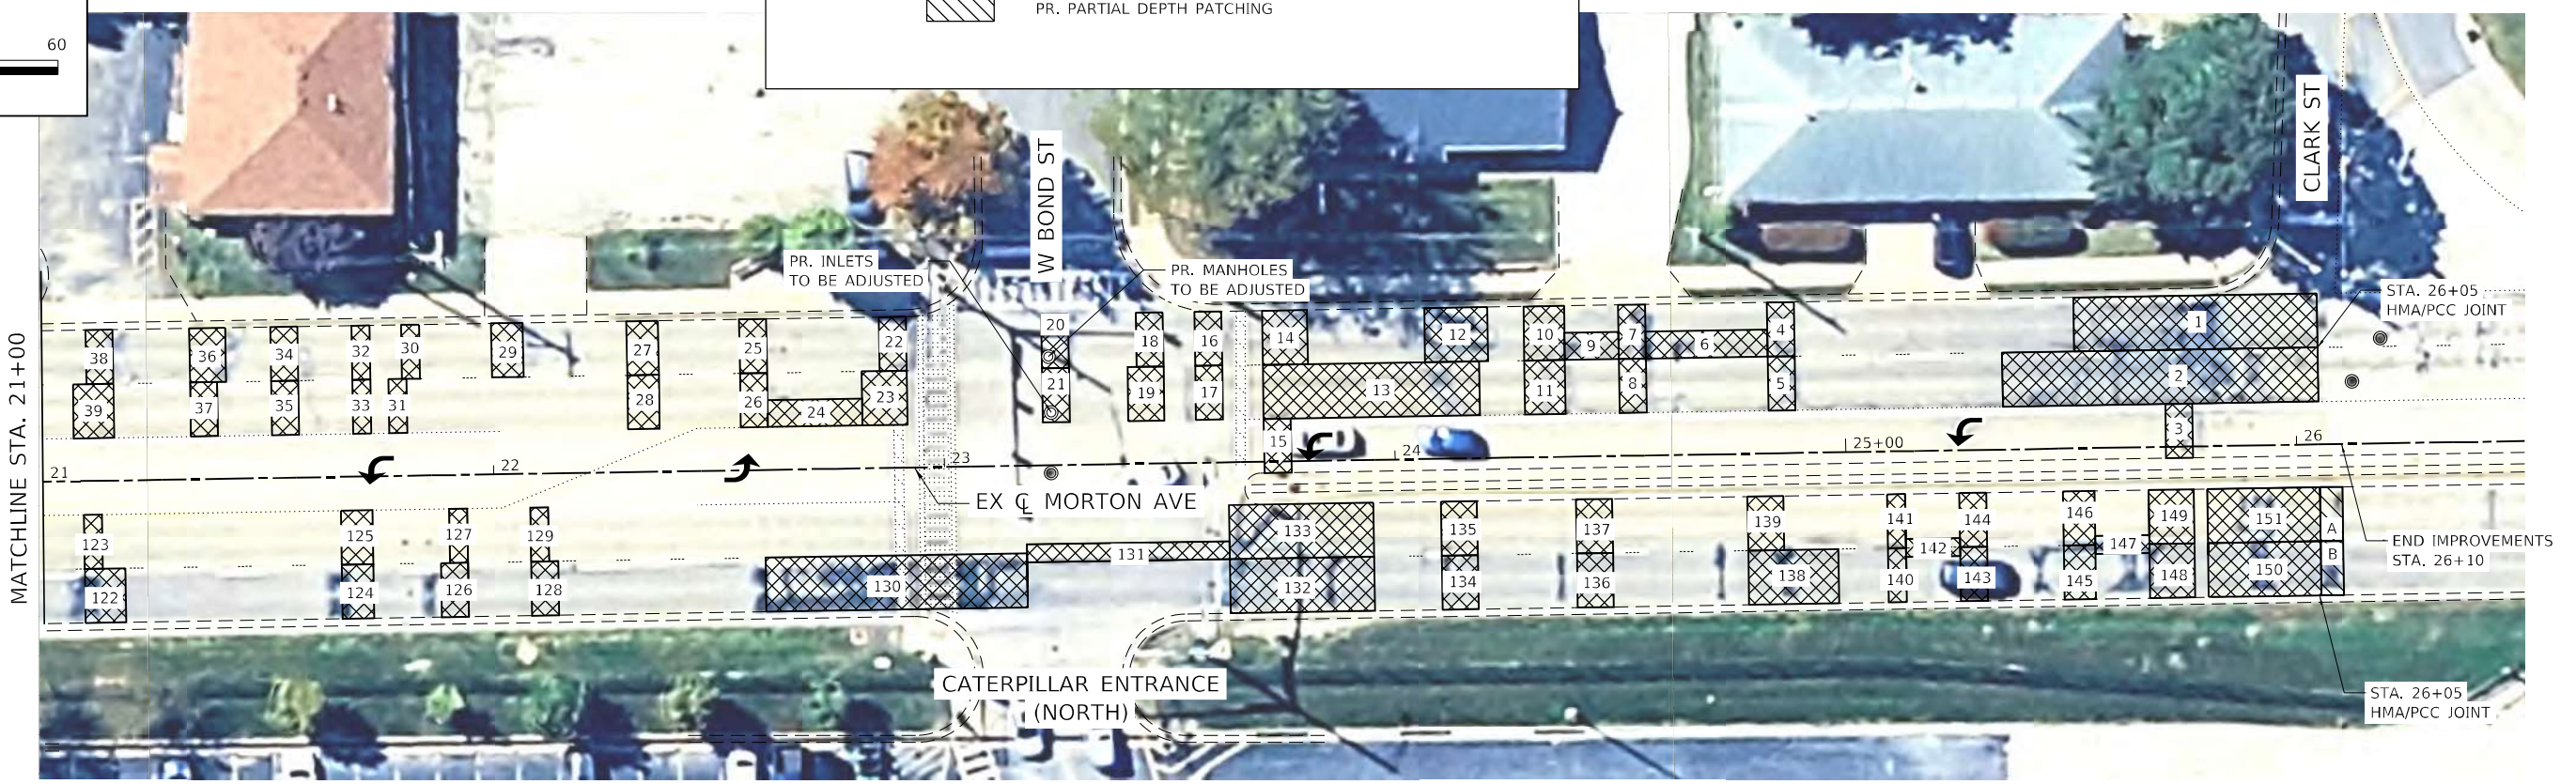 60
PR. PARTIAL DEPTH PATCHING
W BOND ST
CLARK ST
PR. INLETS
TO BE ADJUSTED
PR. MANHOLES
TO BE ADJUSTED
STA. 26+05
HMA/PCC JOINT
MATCHLINE STA. 21+00
38 36 34 32 30 29 27 25 22 20 18 16 14 12 10 9 7 6 4 1
39 37 35 33 31 28 26 24 23 21 19 17 13 11 8 5 2
15 3
21 22 23 24 25+00 26
EX ℄ MORTON AVE
123 125 127 129 131 133 135 137 139 141 142 144 146 147 149 151 A
122 124 126 128 130 132 134 136 138 140 143 145 148 150 B
END IMPROVEMENTS
STA. 26+10
CATERPILLAR ENTRANCE
(NORTH)
STA. 26+05
HMA/PCC JOINT